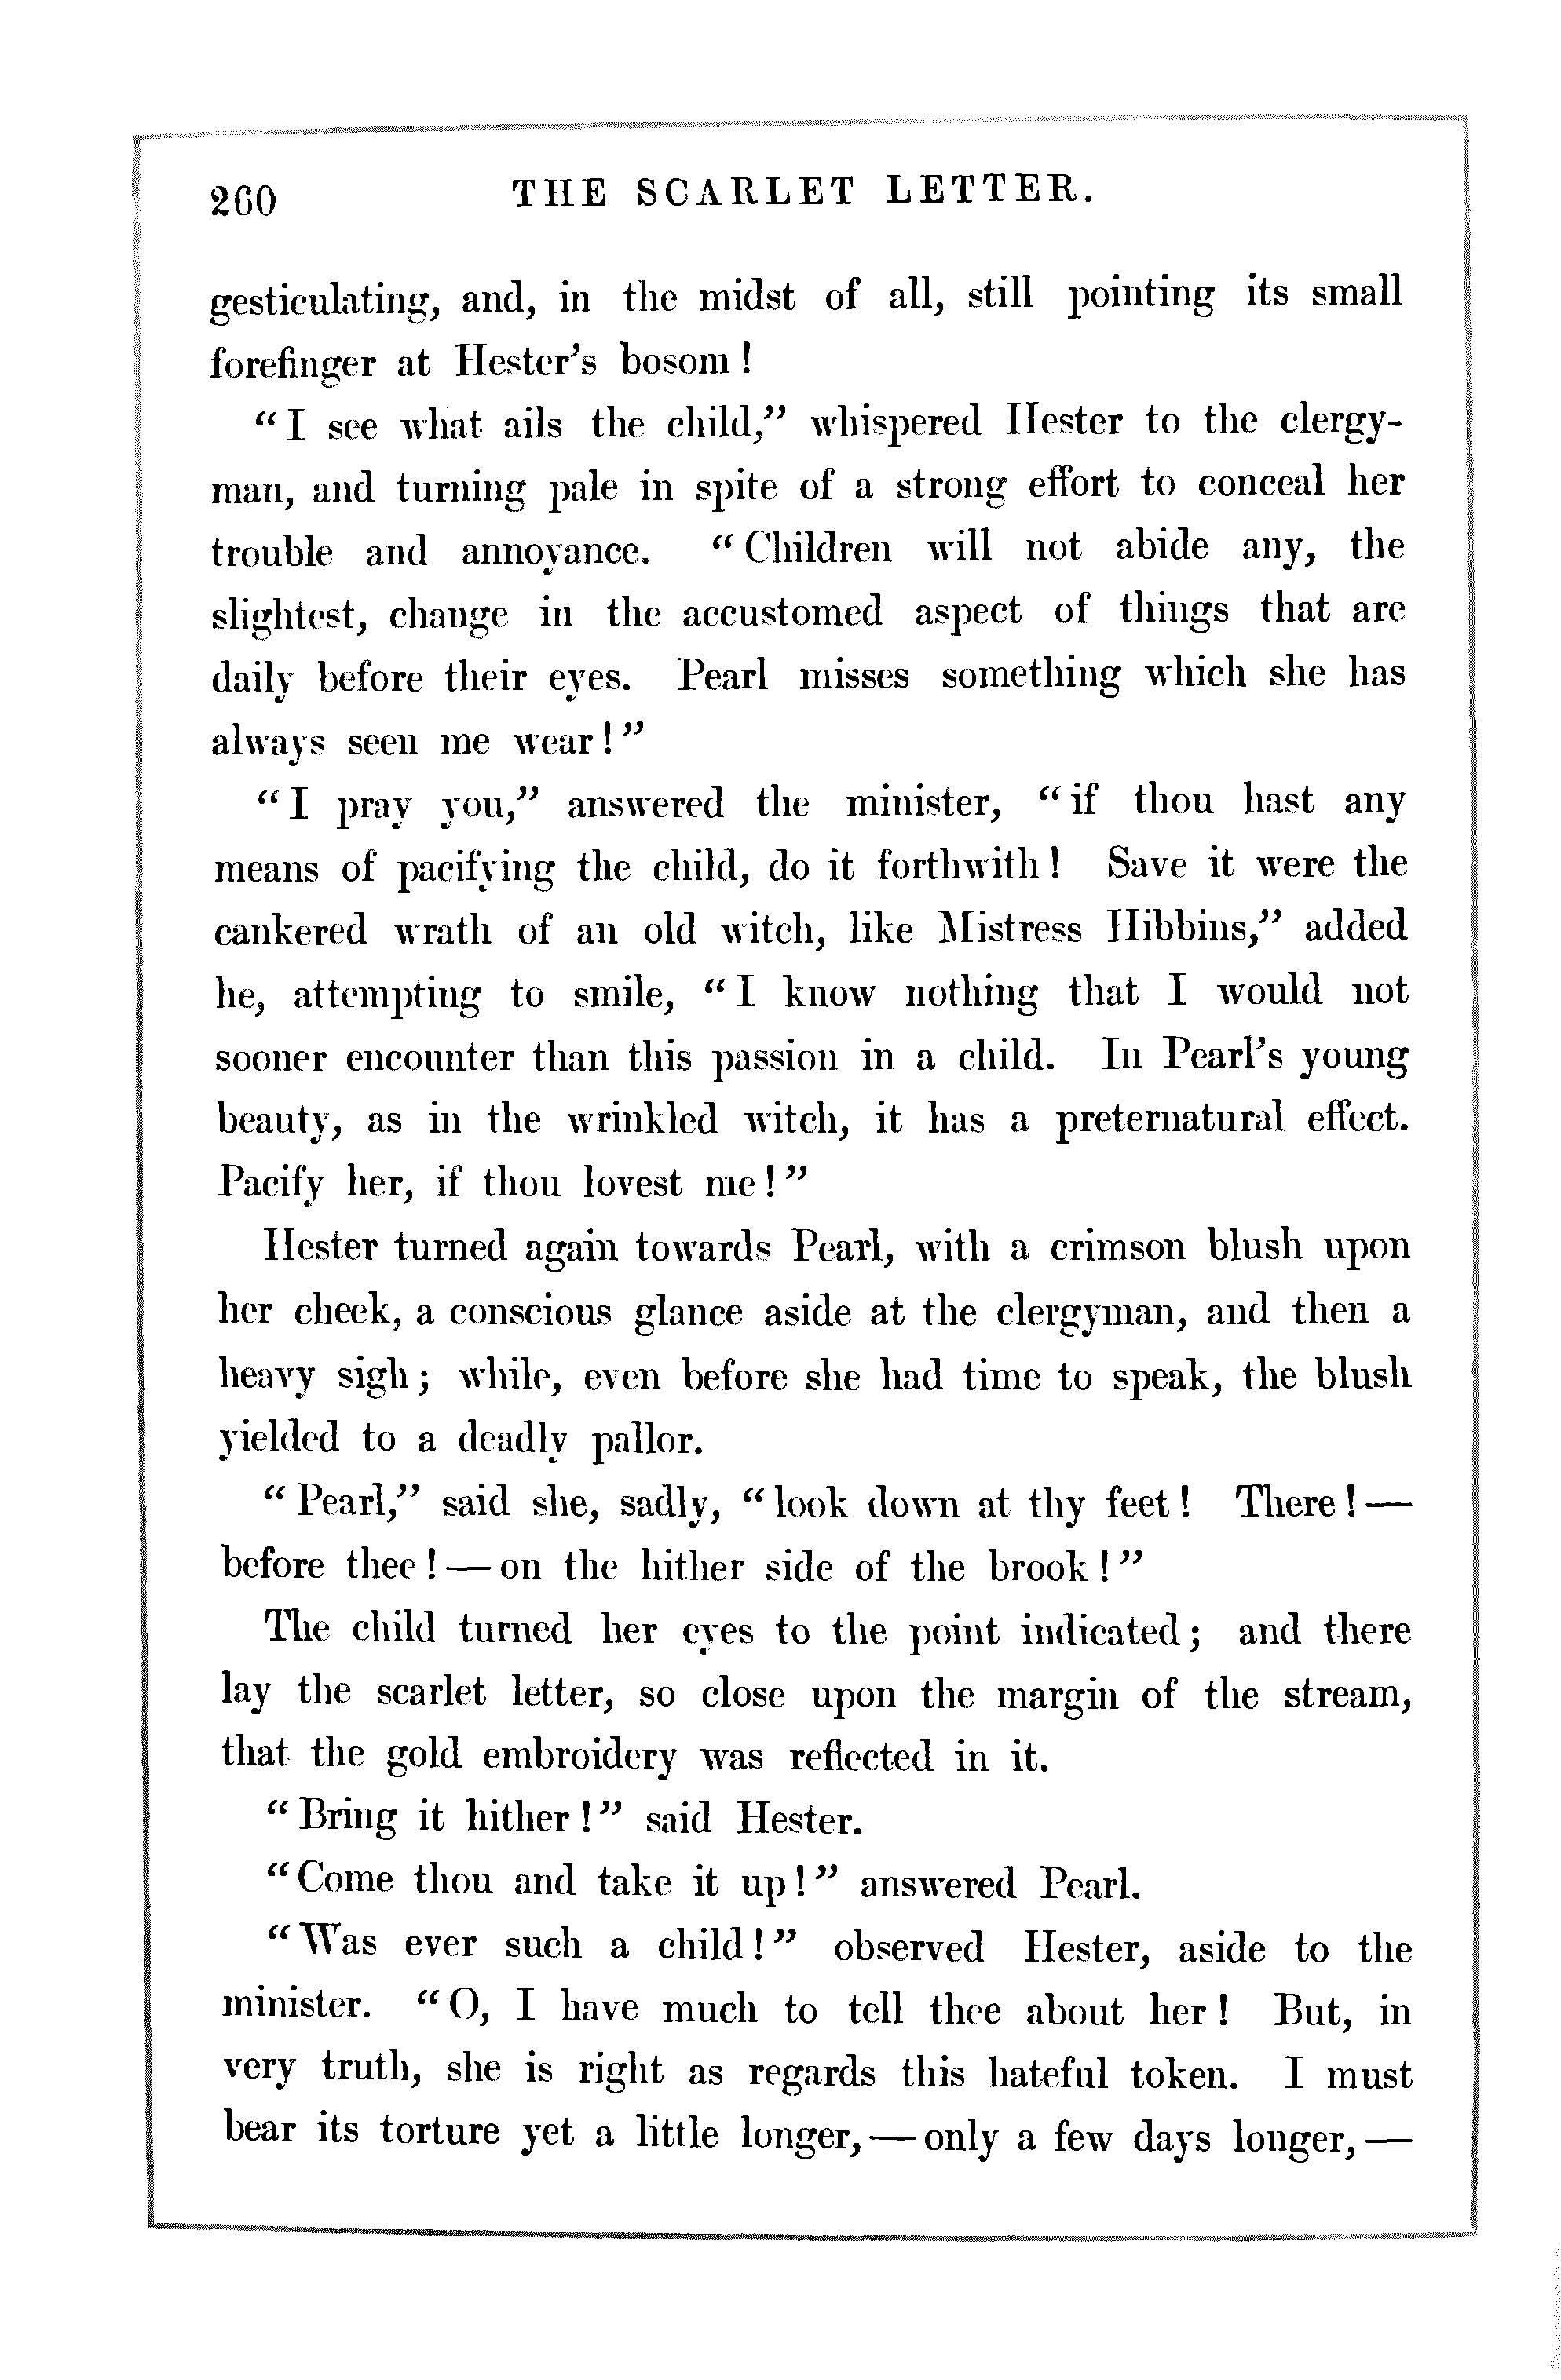 260
THE SCARLET LETTER.
gesticulating, and, in the midst of all, still pointing its small
forefinger at Hester’s bosom!
“I see what ails the child,” whispered Hester to the clergy-
man, and turning pale in spite of a strong effort to conceal her
trouble and annoyance. “Children will not abide any, the
slightest, change in the accustomed aspect of things that are
daily before their eyes. Pearl misses something which she has
always seen me wear!”
“I pray you,” answered the minister, “if thou hast any
means of pacifying the child, do it forthwith! Save it were the
cankered wrath of an old witch, like Mistress Hibbins,” added
he, attempting to smile, “I know nothing that I would not
sooner encounter than this passion in a child. In Pearl’s young
beauty, as in the wrinkled witch, it has a preternatural effect.
Pacify her, if thou lovest me!”
Hester turned again towards Pearl, with a crimson blush upon
her cheek, a conscious glance aside at the clergyman, and then a
heavy sigh; while, even before she had time to speak, the blush
yielded to a deadly pallor.
“Pearl,” said she, sadly, “look down at thy feet! There!—
before thee!—on the hither side of the brook!”
The child turned her eyes to the point indicated; and there
lay the scarlet letter, so close upon the margin of the stream,
that the gold embroidery was reflected in it.
“Bring it hither!” said Hester.
“Come thou and take it up!” answered Pearl.
“Was ever such a child!” observed Hester, aside to the
minister. “O, I have much to tell thee about her! But, in
very truth, she is right as regards this hateful token. I must
bear its torture yet a little longer,—only a few days longer,—